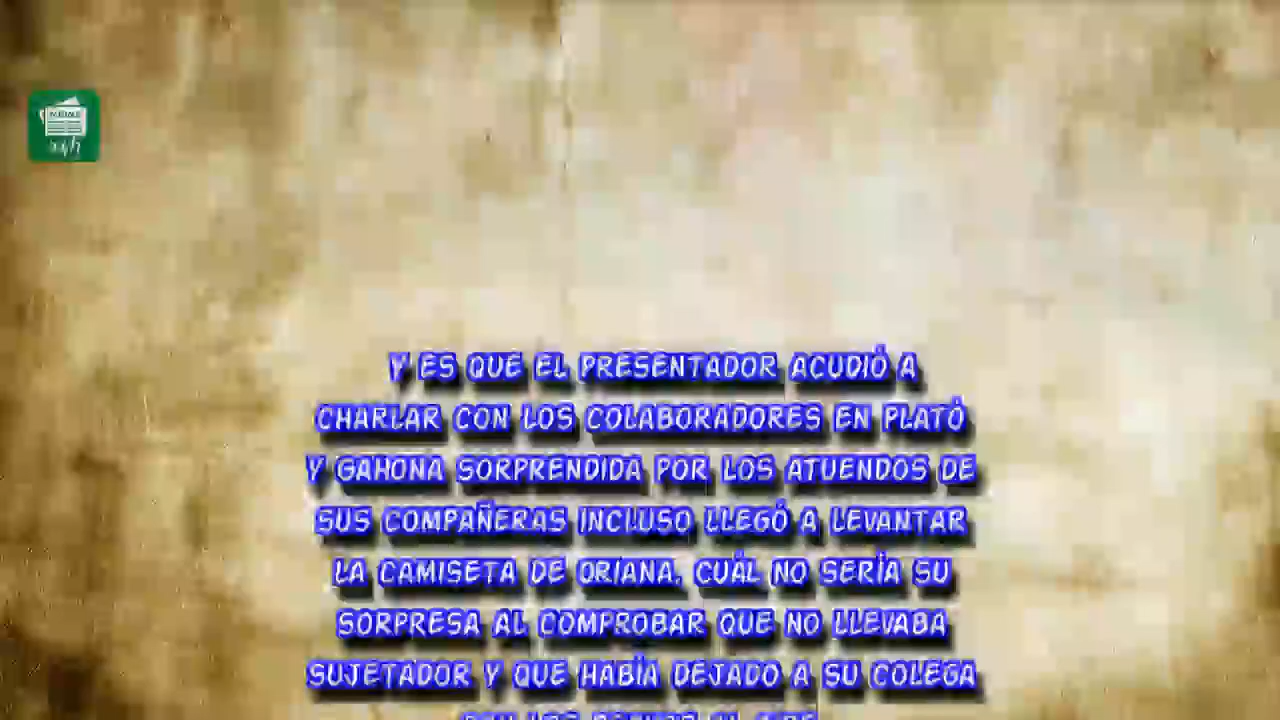 24h
Y ES QUE EL PRESENTADOR ACUDIÓ A
CHARLAR CON LOS COLABORADORES EN PLATÓ
Y GAHONA SORPRENDIDA POR LOS ATUENDOS DE
SUS COMPAÑERAS INCLUSO LLEGÓ A LEVANTAR
LA CAMISETA DE ORIANA. CUÁL NO SERÍA SU
SORPRESA AL COMPROBAR QUE NO LLEVABA
SUJETADOR Y QUE HABÍA DEJADO A SU COLEGA